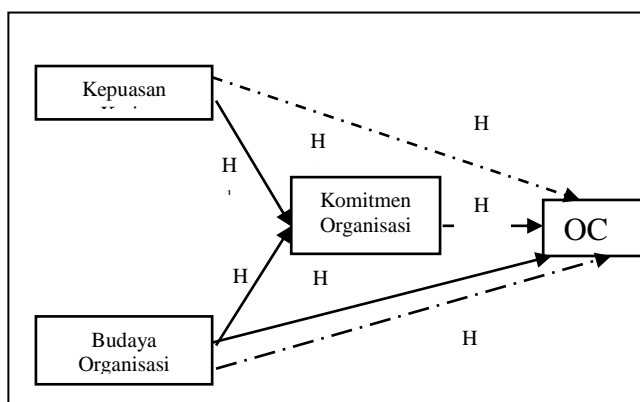 Kepuasan
H
H
H
Komitmen
Organisasi
H
OC
H
H
Budaya
Organisasi
H